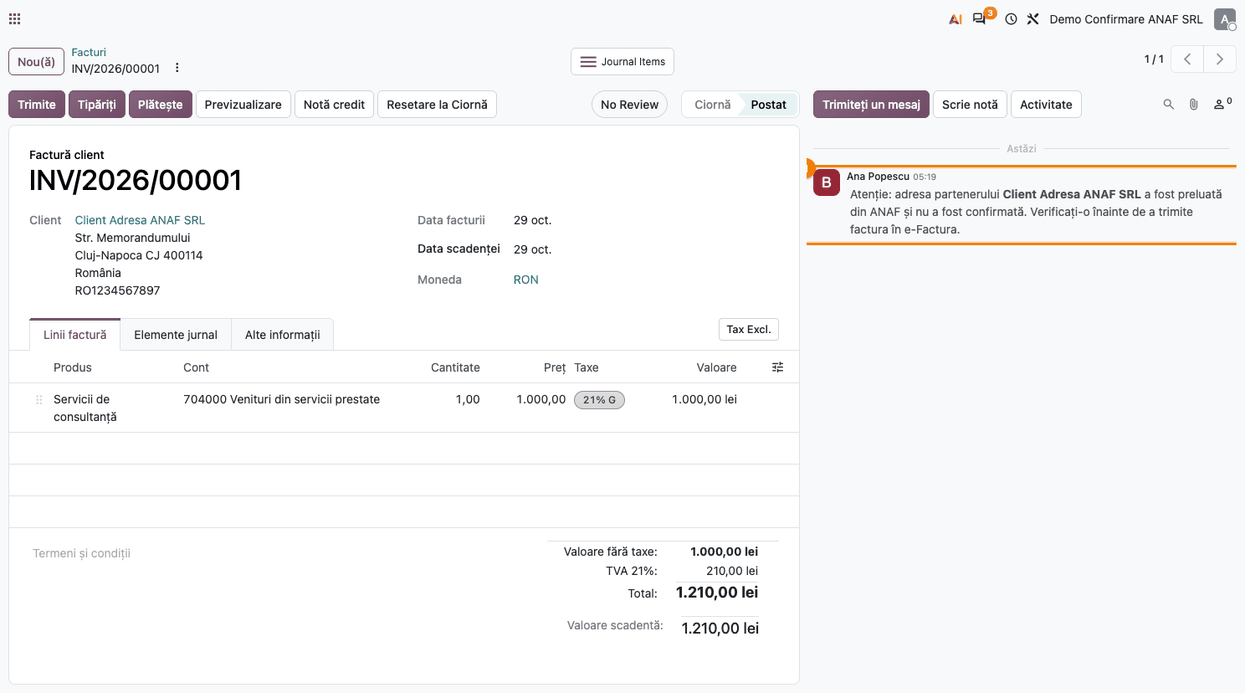 AI
3
Demo Confirmare ANAF SRL
A
Nou(ă)
Facturi
INV/2026/00001
Journal Items
1 / 1
Trimite
Tipăriți
Plătește
Previzualizare
Notă credit
Resetare la Ciornă
No Review
Ciornă
Postat
Trimiteți un mesaj
Scrie notă
Activitate
0
Factură client
INV/2026/00001
Client
Client Adresa ANAF SRL
Str. Memorandumului
Cluj-Napoca CJ 400114
România
RO1234567897
Data facturii
29 oct.
Data scadenței
29 oct.
Moneda
RON
Linii factură
Elemente jurnal
Alte informații
Tax Excl.
Produs
Cont
Cantitate
Preț
Taxe
Valoare
Servicii de
consultanță
704000 Venituri din servicii prestate
1,00
1.000,00
21% G
1.000,00 lei
Termeni și condiții
Valoare fără taxe:
1.000,00 lei
TVA 21%:
210,00 lei
Total:
1.210,00 lei
Valoare scadentă:
1.210,00 lei
Astăzi
B
Ana Popescu 05:19
Atenție: adresa partenerului Client Adresa ANAF SRL a fost preluată
din ANAF și nu a fost confirmată. Verificați-o înainte de a trimite
factura în e-Factura.